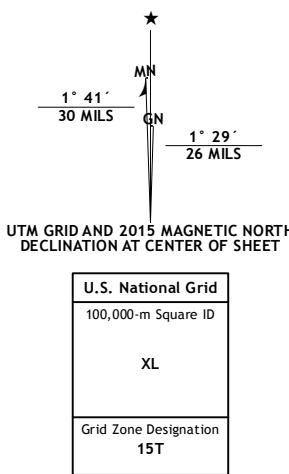 MN
1° 41´
30 MILS
GN
1° 29´
26 MILS
UTM GRID AND 2015 MAGNETIC NORTH
DECLINATION AT CENTER OF SHEET
U.S. National Grid
100,000-m Square ID
XL
Grid Zone Designation
15T